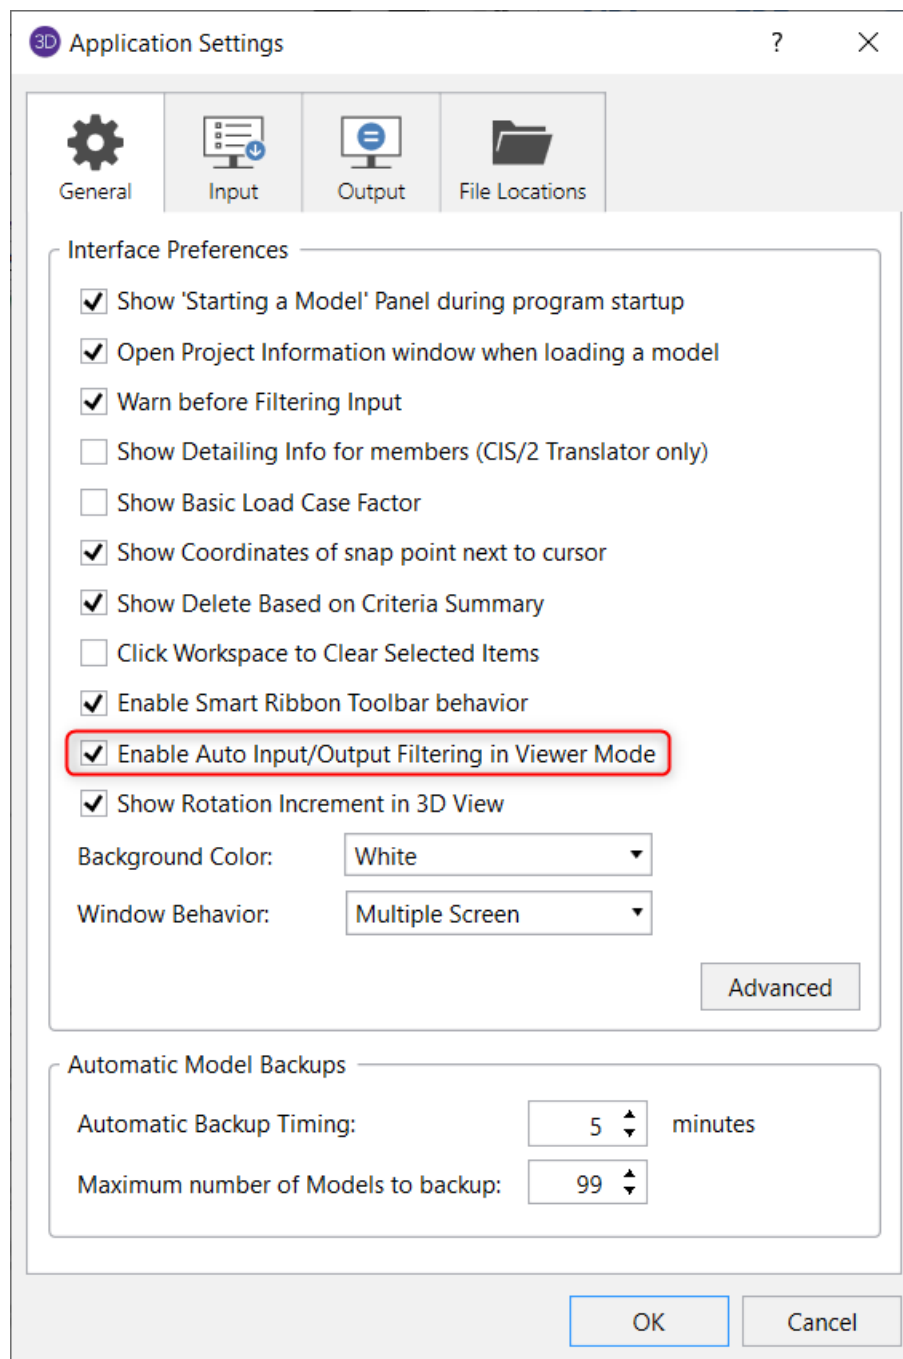 3D Application Settings ?
General Input Output File Locations
Interface Preferences
Show 'Starting a Model' Panel during program startup
Open Project Information window when loading a model
Warn before Filtering Input
Show Detailing Info for members (CIS/2 Translator only)
Show Basic Load Case Factor
Show Coordinates of snap point next to cursor
Show Delete Based on Criteria Summary
Click Workspace to Clear Selected Items
Enable Smart Ribbon Toolbar behavior
Enable Auto Input/Output Filtering in Viewer Mode
Show Rotation Increment in 3D View
Background Color: White
Window Behavior: Multiple Screen
Advanced
Automatic Model Backups
Automatic Backup Timing: 5 minutes
Maximum number of Models to backup: 99
OK Cancel